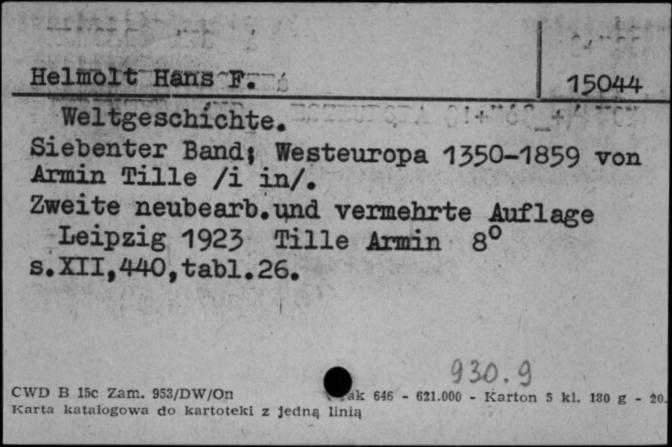 Helmolt Hans F.
15044
Weltgeschichte.
Siebenter Band; Westeuropa 1350-1859 von
Armin Tille /i in/.
Zweite neubearb.und vermehrte Auflage
Leipzig 1923 Tille Armin 8°
s.XII,440,tabl.26.
930.9
CWD B 15c Zam. 953/DW/On
646 - 621.000 - Karton 5 kl. 180 g - 20.
Karta katalogowa do kartoteki z jedną linią